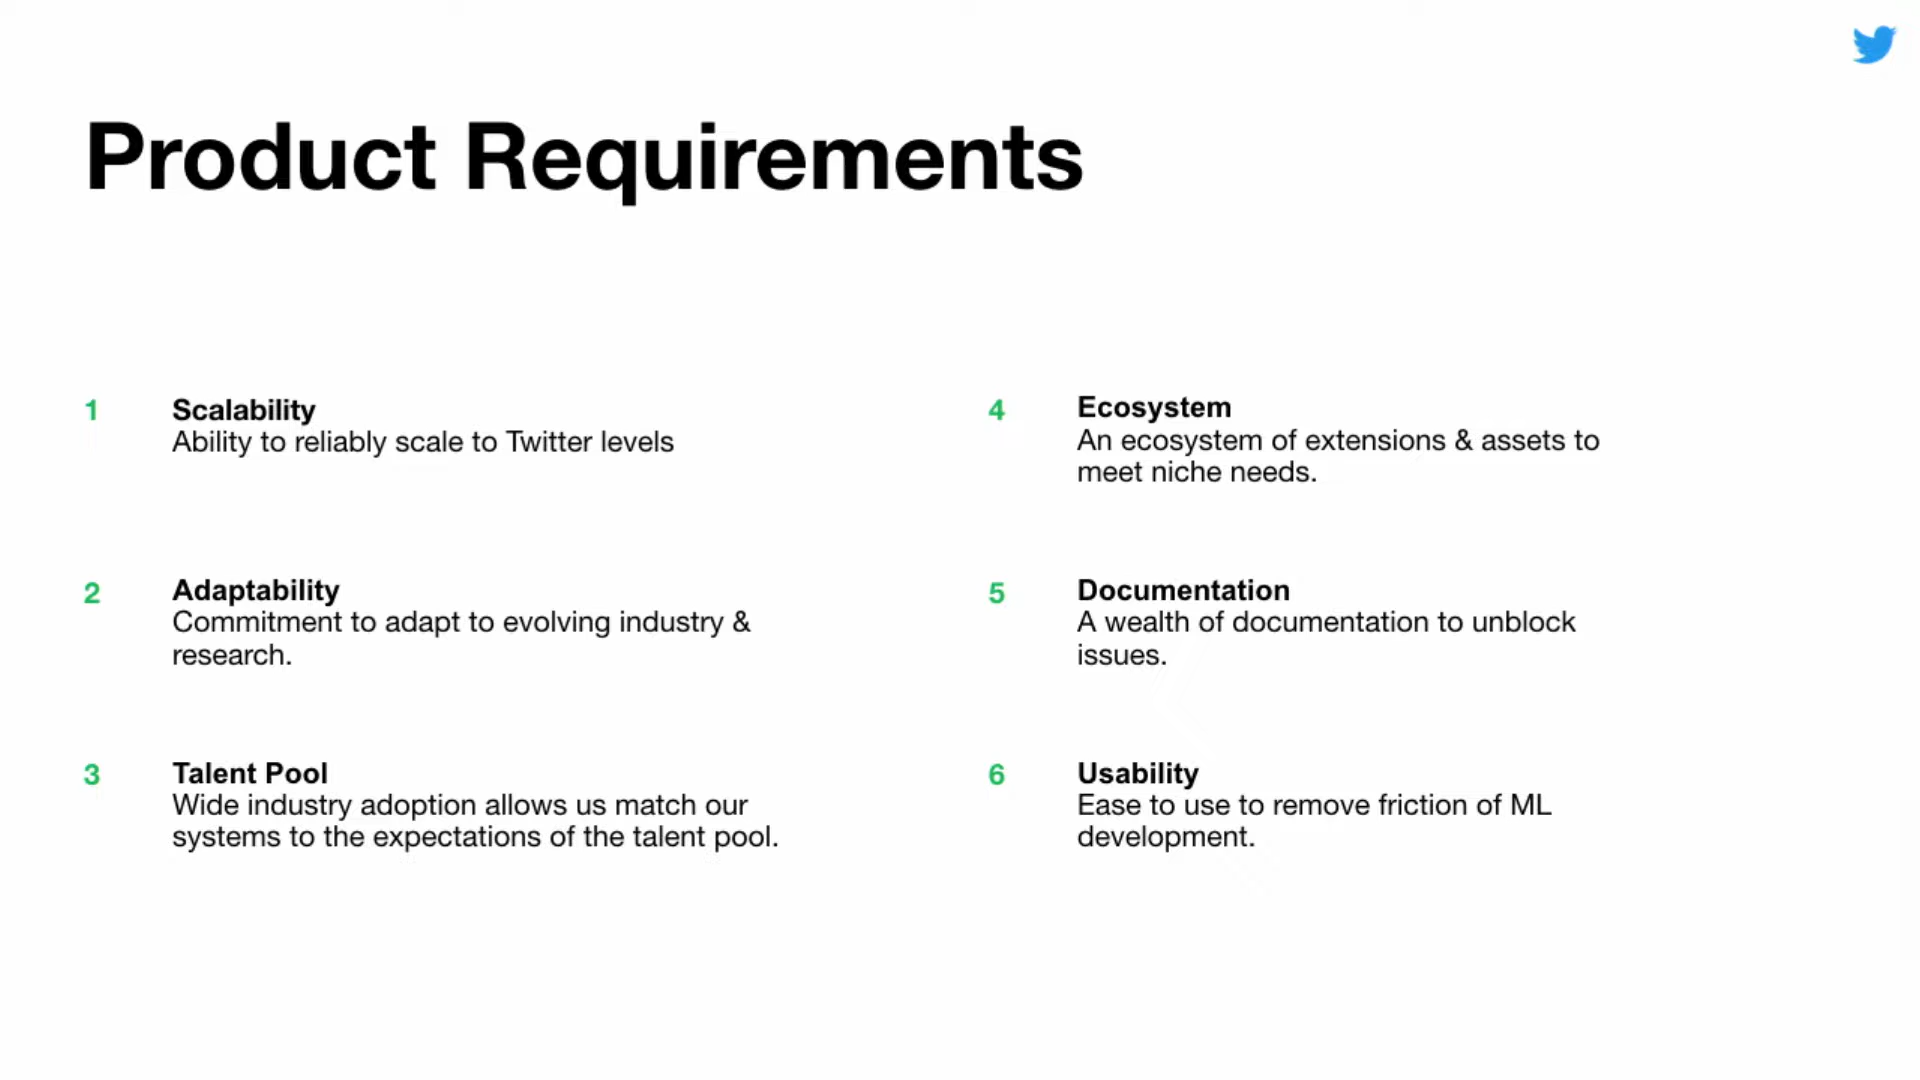 Product Requirements
1
Scalability
Ability to reliably scale to Twitter levels
2
Adaptability
Commitment to adapt to evolving industry &
research.
3
Talent Pool
Wide industry adoption allows us match our
systems to the expectations of the talent pool.
4
Ecosystem
An ecosystem of extensions & assets to
meet niche needs.
5
Documentation
A wealth of documentation to unblock
issues.
6
Usability
Ease to use to remove friction of ML
development.